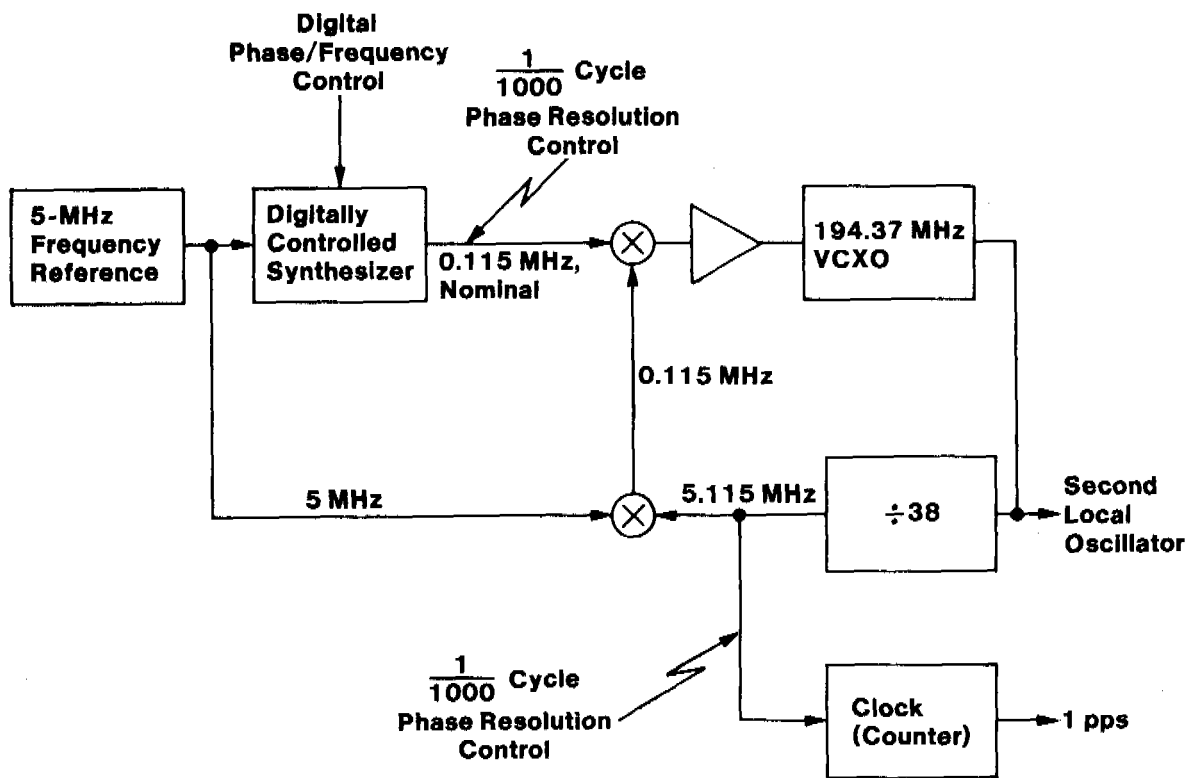 Digital
Phase/Frequency
Control
1
1000 Cycle
Phase Resolution
Control
5-MHz
Frequency
Reference
Digitally
Controlled
Synthesizer
0.115 MHz,
Nominal
194.37 MHz
VCXO
0.115 MHz
5 MHz
5.115 MHz
÷38
Second
Local
Oscillator
1
1000 Cycle
Phase Resolution
Control
Clock
(Counter)
1 pps